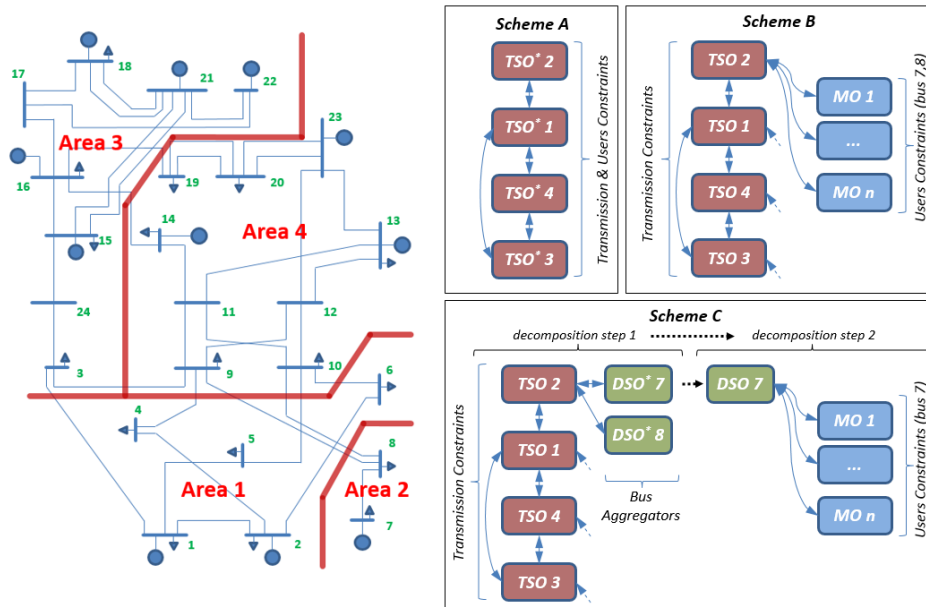 18
21
22
17
23
Area 3
16
19
20
14
13
15
Area 4
24
11
12
3
9
10
6
4
5
8
Area 1
Area 2
7
1
2
Scheme A
TSO* 2
TSO* 1
TSO* 4
TSO* 3
Transmission & Users Constraints
Scheme B
Transmission Constraints
TSO 2
TSO 1
TSO 4
TSO 3
MO 1
...
MO n
Users Constraints (bus 7,8)
Scheme C
decomposition step 1
decomposition step 2
Transmission Constraints
TSO 2
DSO* 7
DSO 7
DSO* 8
TSO 1
TSO 4
TSO 3
Bus
Aggregators
MO 1
...
MO n
Users Constraints (bus 7)